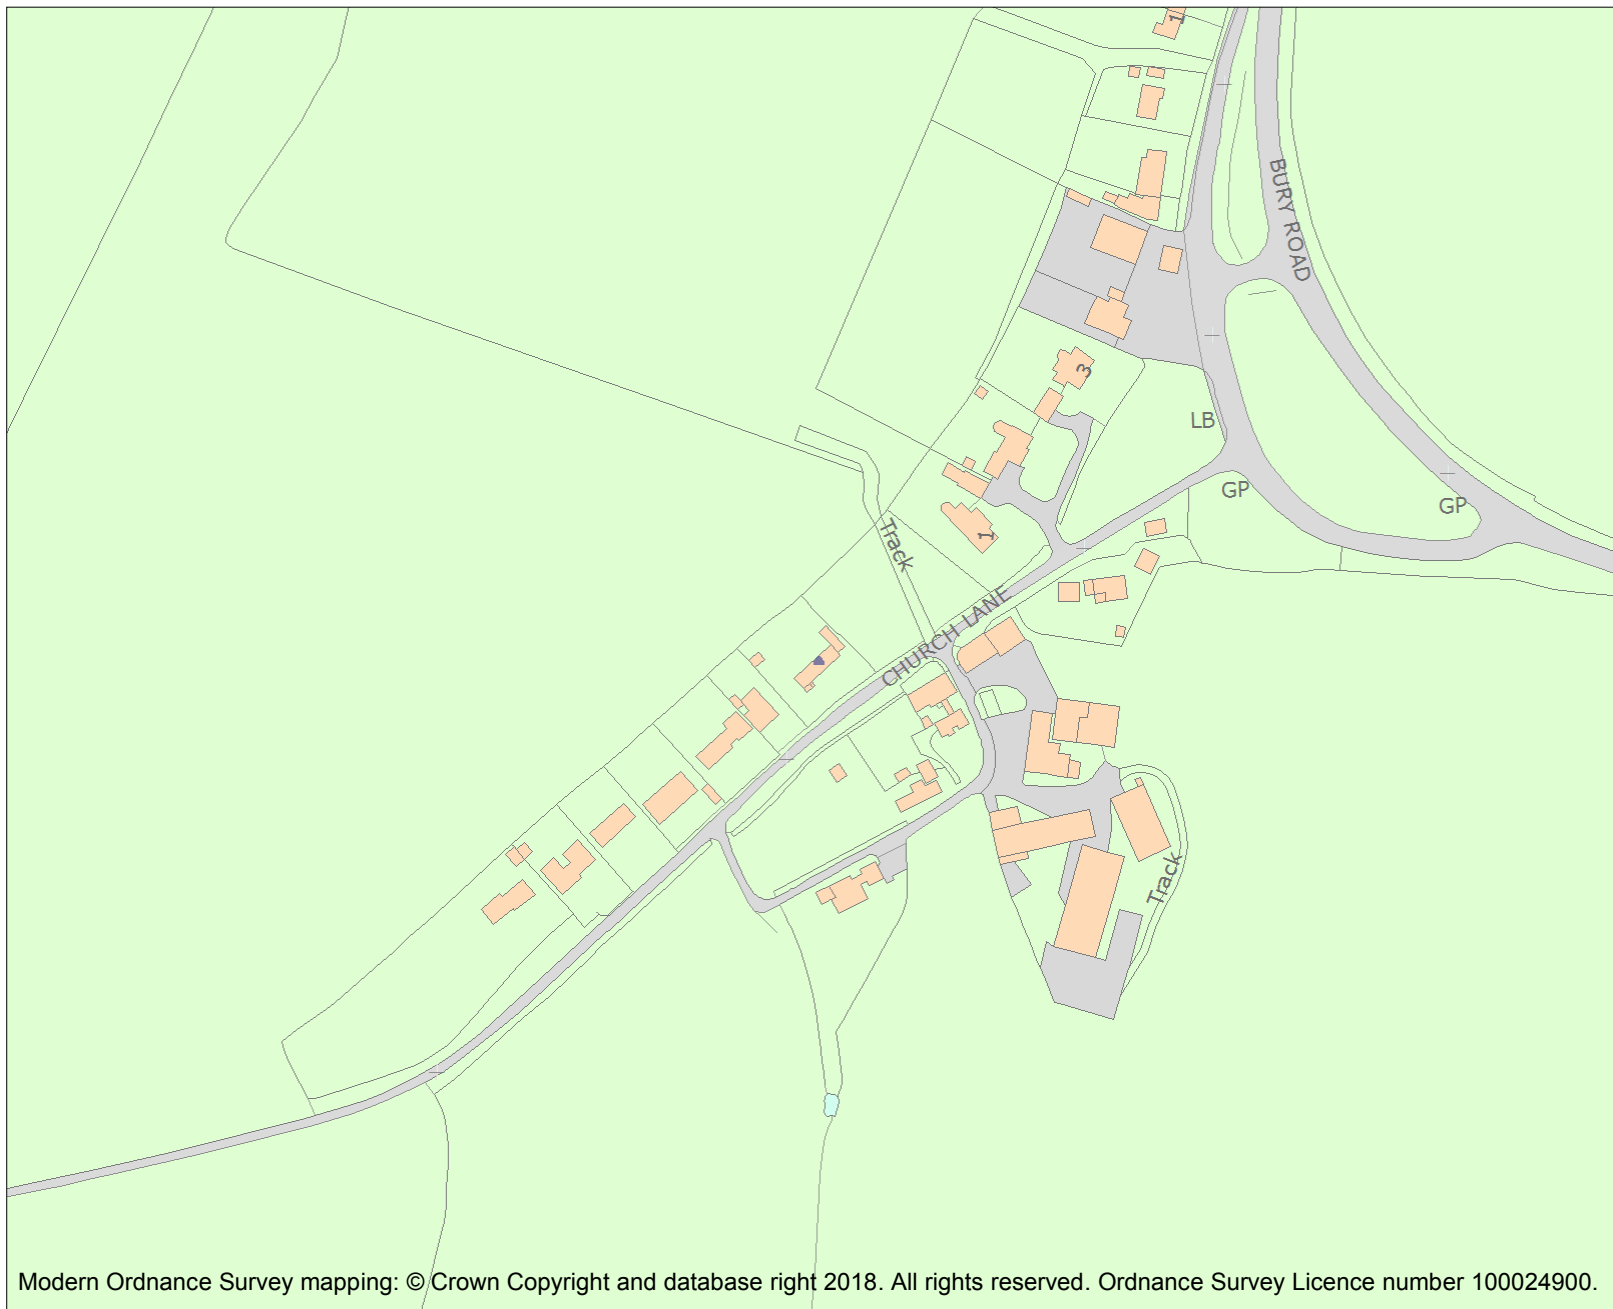 1
BURY ROAD
3
LB
GP
GP
1
Track
CHURCH LANE
Track
Modern Ordnance Survey mapping: © Crown Copyright and database right 2018. All rights reserved. Ordnance Survey Licence number 100024900.